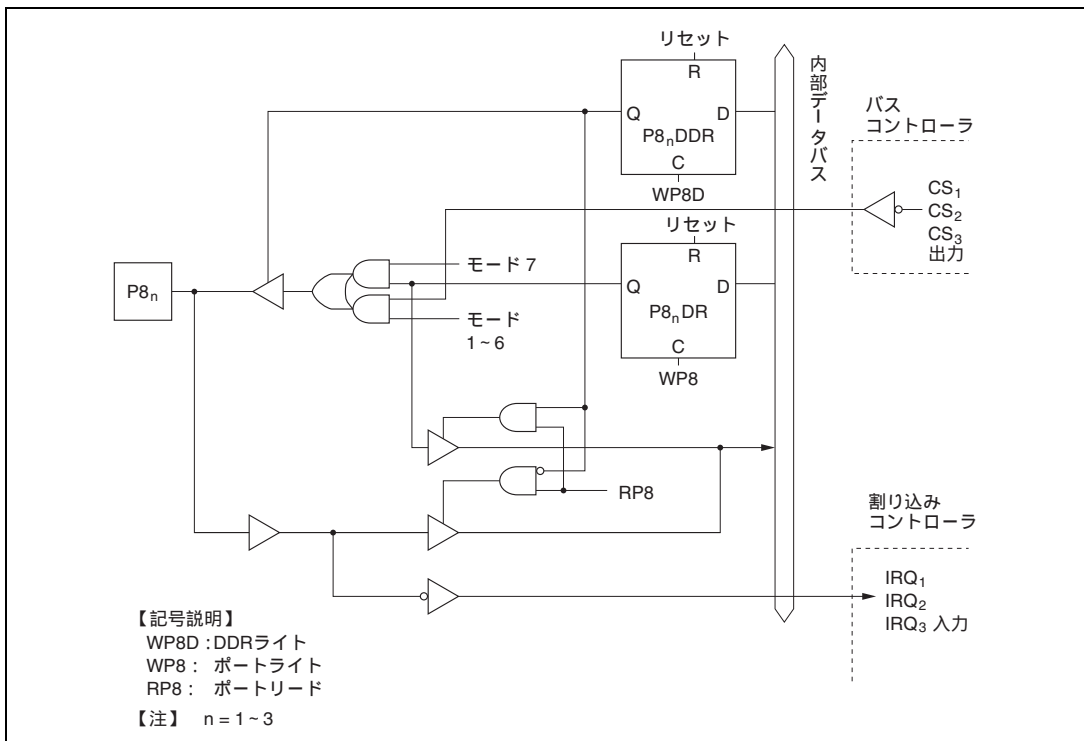 リセット
R
Q
D
P8nDDR
C
WP8D
内部データバス
バス
コントローラ
CS1
CS2
CS3
出力
リセット
R
Q
D
P8nDR
C
WP8
モード 7
モード
1~6
P8n
RP8
割り込み
コントローラ
IRQ1
IRQ2
IRQ3 入力
【記号説明】
WP8D :DDRライト
WP8: ポートライト
RP8: ポートリード
【注】 n = 1~3